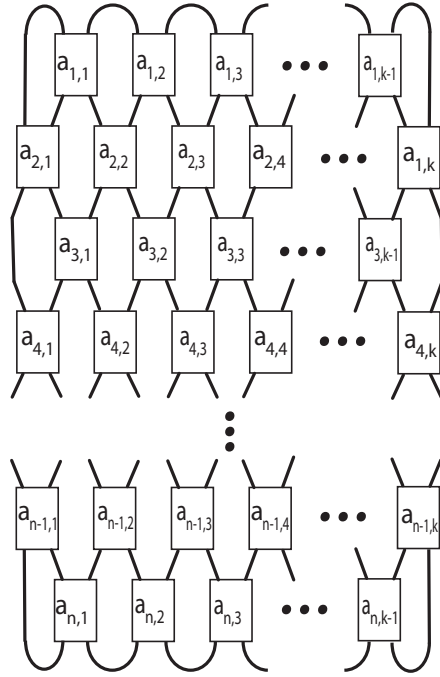 a1,1 a1,2 a1,3 ••• a1,k-1
a2,1 a2,2 a2,3 a2,4 ••• a1,k
a3,1 a3,2 a3,3 ••• a3,k-1
a4,1 a4,2 a4,3 a4,4 ••• a4,k
an-1,1 an-1,2 an-1,3 an-1,4 ••• an-1,k
an,1 an,2 an,3 ••• an,k-1